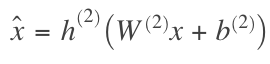 x̂ = h⁽²⁾(W⁽²⁾x + b⁽²⁾)